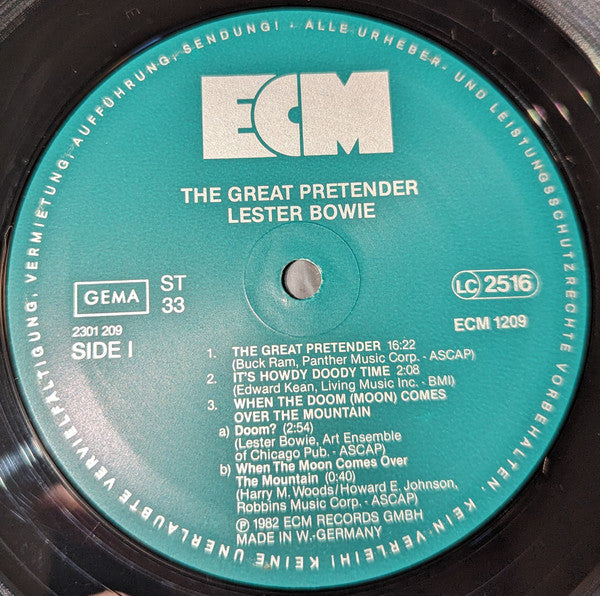 KEINE UNERLAUBTE VERVIELFÄLTIGUNG, VERMIETUNG, AUFFÜHRUNG, SENDUNG! - ALLE URHEBER- UND LEISTUNGSSCHUTZRECHTE VORBEHALTEN. KEIN VERLEIH!
ECM
THE GREAT PRETENDER
LESTER BOWIE
GEMA
ST
33
LC 2516
2301 209
SIDE I
ECM 1209
1. THE GREAT PRETENDER 16:22
(Buck Ram, Panther Music Corp. - ASCAP)
2. IT'S HOWDY DOODY TIME 2:08
(Edward Kean, Living Music Inc. - BMI)
3. WHEN THE DOOM (MOON) COMES
OVER THE MOUNTAIN
a) Doom? (2:54)
(Lester Bowie, Art Ensemble
of Chicago Pub. - ASCAP)
b) When The Moon Comes Over
The Mountain (0:40)
(Harry M. Woods/Howard E. Johnson,
Robbins Music Corp. - ASCAP)
Ⓟ 1982 ECM RECORDS GMBH
MADE IN W.-GERMANY